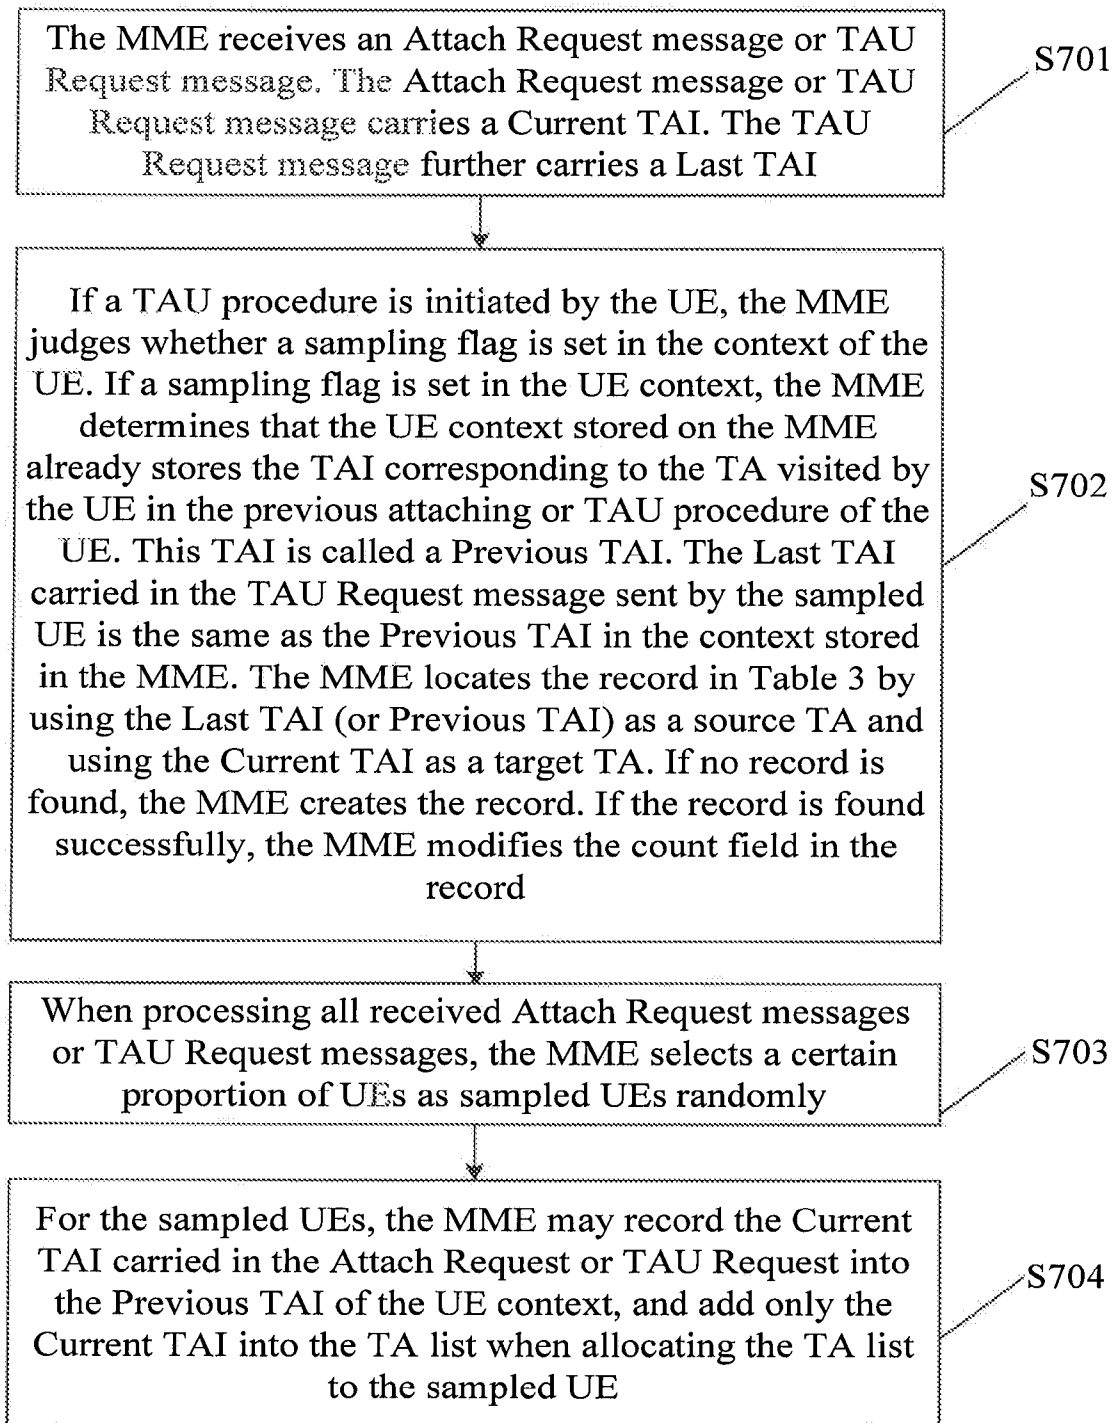 The MME receives an Attach Request message or TAU
Request message. The Attach Request message or TAU
Request message carries a Current TAI. The TAU
Request message further carries a Last TAI
S701
If a TAU procedure is initiated by the UE, the MME
judges whether a sampling flag is set in the context of the
UE. If a sampling flag is set in the UE context, the MME
determines that the UE context stored on the MME
already stores the TAI corresponding to the TA visited by
the UE in the previous attaching or TAU procedure of the
UE. This TAI is called a Previous TAI. The Last TAI
carried in the TAU Request message sent by the sampled
UE is the same as the Previous TAI in the context stored
in the MME. The MME locates the record in Table 3 by
using the Last TAI (or Previous TAI) as a source TA and
using the Current TAI as a target TA. If no record is
found, the MME creates the record. If the record is found
successfully, the MME modifies the count field in the
record
S702
When processing all received Attach Request messages
or TAU Request messages, the MME selects a certain
proportion of UEs as sampled UEs randomly
S703
For the sampled UEs, the MME may record the Current
TAI carried in the Attach Request or TAU Request into
the Previous TAI of the UE context, and add only the
Current TAI into the TA list when allocating the TA list
to the sampled UE
S704